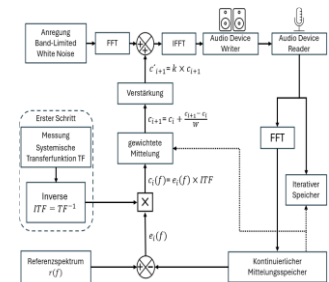 Anregung
Band-Limited
White Noise
FFT
IFFT
Audio Device
Writer
Audio Device
Reader
c´ᵢ₊₁= k × cᵢ₊₁
Verstärkung
cᵢ₊₁= cᵢ + (cᵢ₊₁− cᵢ)/w
Erster Schritt
Messung
Systemische
Transferfunktion TF
gewichtete
Mittelung
FFT
cᵢ(f)= eᵢ(f) × ITF
Inverse
ITF = TF⁻¹
X
Iterativer
Speicher
eᵢ(f)
Referenzspektrum
r(f)
Kontinuierlicher
Mittelungsspeicher